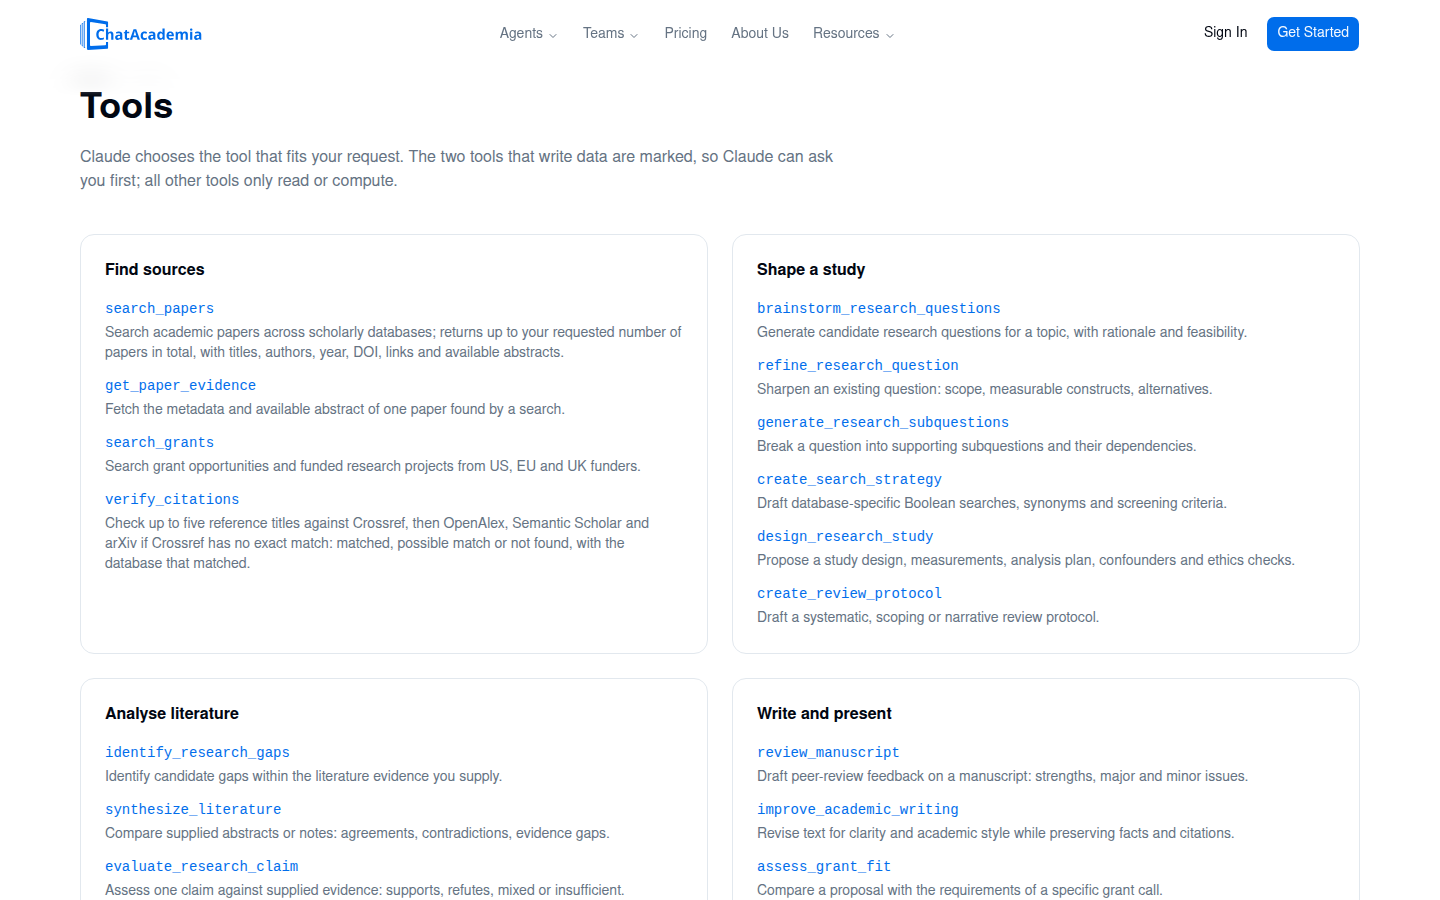 ChatAcademia
Agents
Teams
Pricing
About Us
Resources
Sign In
Get Started
Tools
Claude chooses the tool that fits your request. The two tools that write data are marked, so Claude can ask
you first; all other tools only read or compute.
Find sources
search_papers
Search academic papers across scholarly databases; returns up to your requested number of
papers in total, with titles, authors, year, DOI, links and available abstracts.
get_paper_evidence
Fetch the metadata and available abstract of one paper found by a search.
search_grants
Search grant opportunities and funded research projects from US, EU and UK funders.
verify_citations
Check up to five reference titles against Crossref, then OpenAlex, Semantic Scholar and
arXiv if Crossref has no exact match: matched, possible match or not found, with the
database that matched.
Shape a study
brainstorm_research_questions
Generate candidate research questions for a topic, with rationale and feasibility.
refine_research_question
Sharpen an existing question: scope, measurable constructs, alternatives.
generate_research_subquestions
Break a question into supporting subquestions and their dependencies.
create_search_strategy
Draft database-specific Boolean searches, synonyms and screening criteria.
design_research_study
Propose a study design, measurements, analysis plan, confounders and ethics checks.
create_review_protocol
Draft a systematic, scoping or narrative review protocol.
Analyse literature
identify_research_gaps
Identify candidate gaps within the literature evidence you supply.
synthesize_literature
Compare supplied abstracts or notes: agreements, contradictions, evidence gaps.
evaluate_research_claim
Assess one claim against supplied evidence: supports, refutes, mixed or insufficient.
Write and present
review_manuscript
Draft peer-review feedback on a manuscript: strengths, major and minor issues.
improve_academic_writing
Revise text for clarity and academic style while preserving facts and citations.
assess_grant_fit
Compare a proposal with the requirements of a specific grant call.